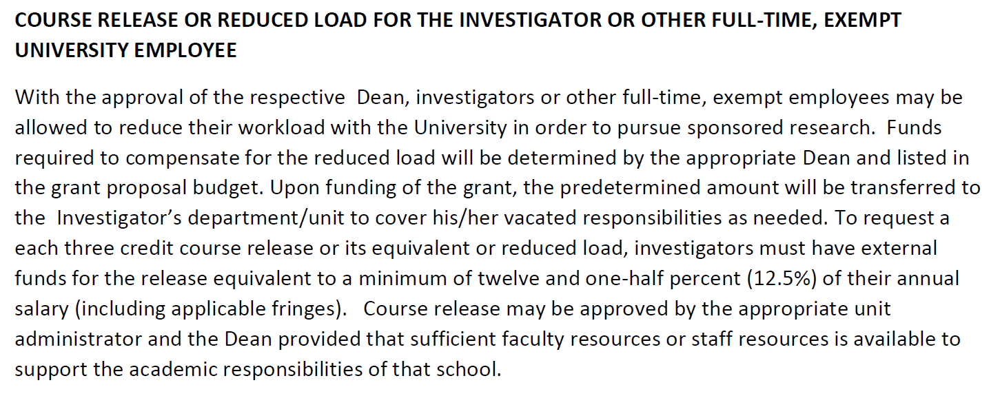 COURSE RELEASE OR REDUCED LOAD FOR THE INVESTIGATOR OR OTHER FULL-TIME, EXEMPT
UNIVERSITY EMPLOYEE
With the approval of the respective  Dean, investigators or other full-time, exempt employees may be
allowed to reduce their workload with the University in order to pursue sponsored research.  Funds
required to compensate for the reduced load will be determined by the appropriate Dean and listed in
the grant proposal budget. Upon funding of the grant, the predetermined amount will be transferred to
the  Investigator’s department/unit to cover his/her vacated responsibilities as needed. To request a
each three credit course release or its equivalent or reduced load, investigators must have external
funds for the release equivalent to a minimum of twelve and one-half percent (12.5%) of their annual
salary (including applicable fringes).   Course release may be approved by the appropriate unit
administrator and the Dean provided that sufficient faculty resources or staff resources is available to
support the academic responsibilities of that school.